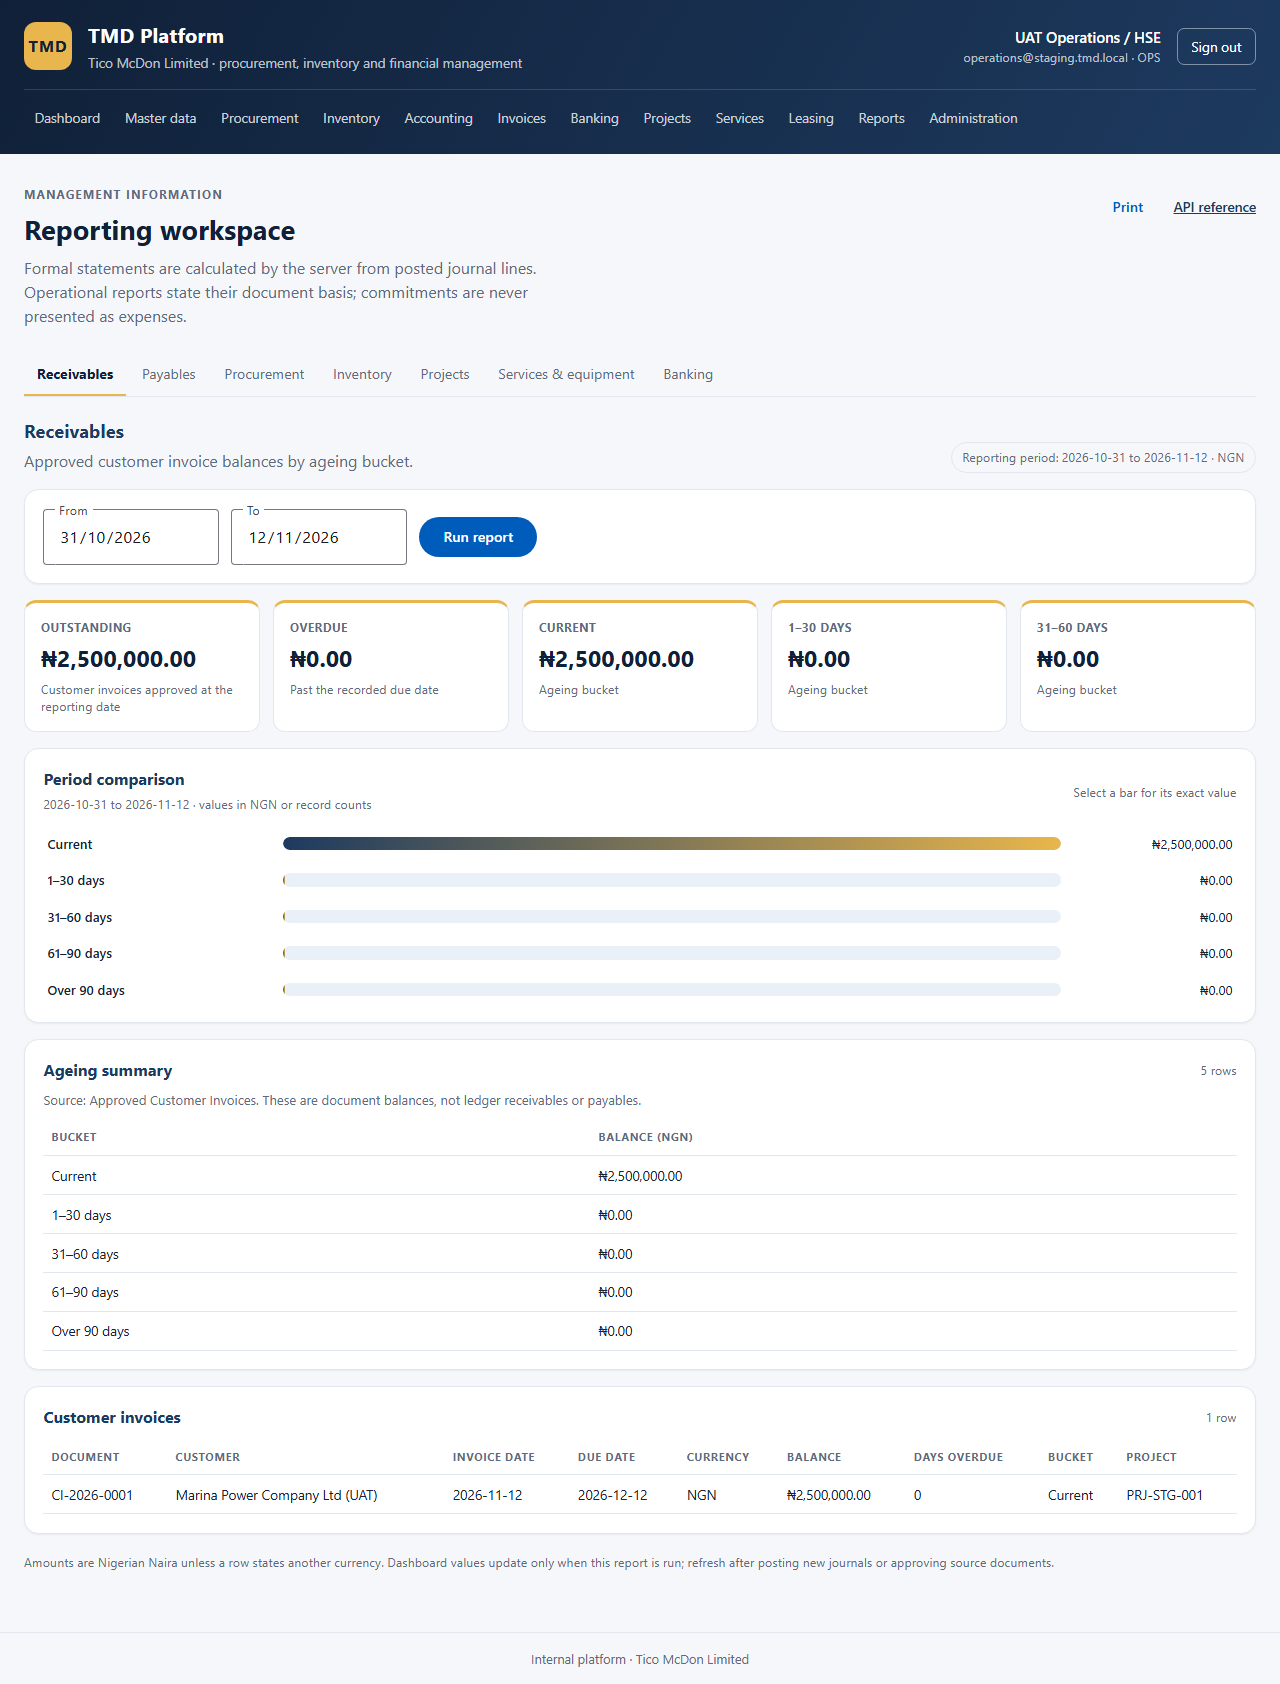 TMD
TMD Platform
Tico McDon Limited · procurement, inventory and financial management
UAT Operations / HSE
operations@staging.tmd.local · OPS
Sign out
Dashboard Master data Procurement Inventory Accounting Invoices Banking Projects Services Leasing Reports Administration
MANAGEMENT INFORMATION
Reporting workspace
Formal statements are calculated by the server from posted journal lines.
Operational reports state their document basis; commitments are never
presented as expenses.
Print API reference
Receivables Payables Procurement Inventory Projects Services & equipment Banking
Receivables
Approved customer invoice balances by ageing bucket.
Reporting period: 2026-10-31 to 2026-11-12 · NGN
From
31/10/2026
To
12/11/2026
Run report
OUTSTANDING
₦2,500,000.00
Customer invoices approved at the
reporting date
OVERDUE
₦0.00
Past the recorded due date
CURRENT
₦2,500,000.00
Ageing bucket
1–30 DAYS
₦0.00
Ageing bucket
31–60 DAYS
₦0.00
Ageing bucket
Period comparison
2026-10-31 to 2026-11-12 · values in NGN or record counts
Select a bar for its exact value
Current ₦2,500,000.00
1–30 days ₦0.00
31–60 days ₦0.00
61–90 days ₦0.00
Over 90 days ₦0.00
Ageing summary
5 rows
Source: Approved Customer Invoices. These are document balances, not ledger receivables or payables.
BUCKET BALANCE (NGN)
Current ₦2,500,000.00
1–30 days ₦0.00
31–60 days ₦0.00
61–90 days ₦0.00
Over 90 days ₦0.00
Customer invoices
1 row
DOCUMENT CUSTOMER INVOICE DATE DUE DATE CURRENCY BALANCE DAYS OVERDUE BUCKET PROJECT
CI-2026-0001 Marina Power Company Ltd (UAT) 2026-11-12 2026-12-12 NGN ₦2,500,000.00 0 Current PRJ-STG-001
Amounts are Nigerian Naira unless a row states another currency. Dashboard values update only when this report is run; refresh after posting new journals or approving source documents.
Internal platform · Tico McDon Limited